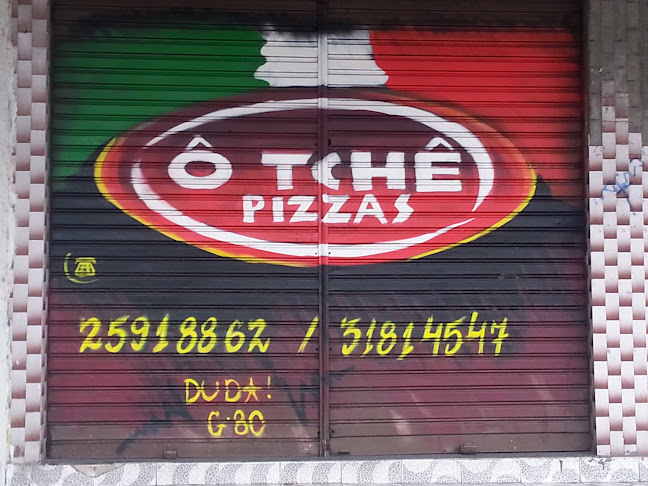 Ô TCHÊ
PIZZAS
25918862 / 31814547
DUDA!
G:80